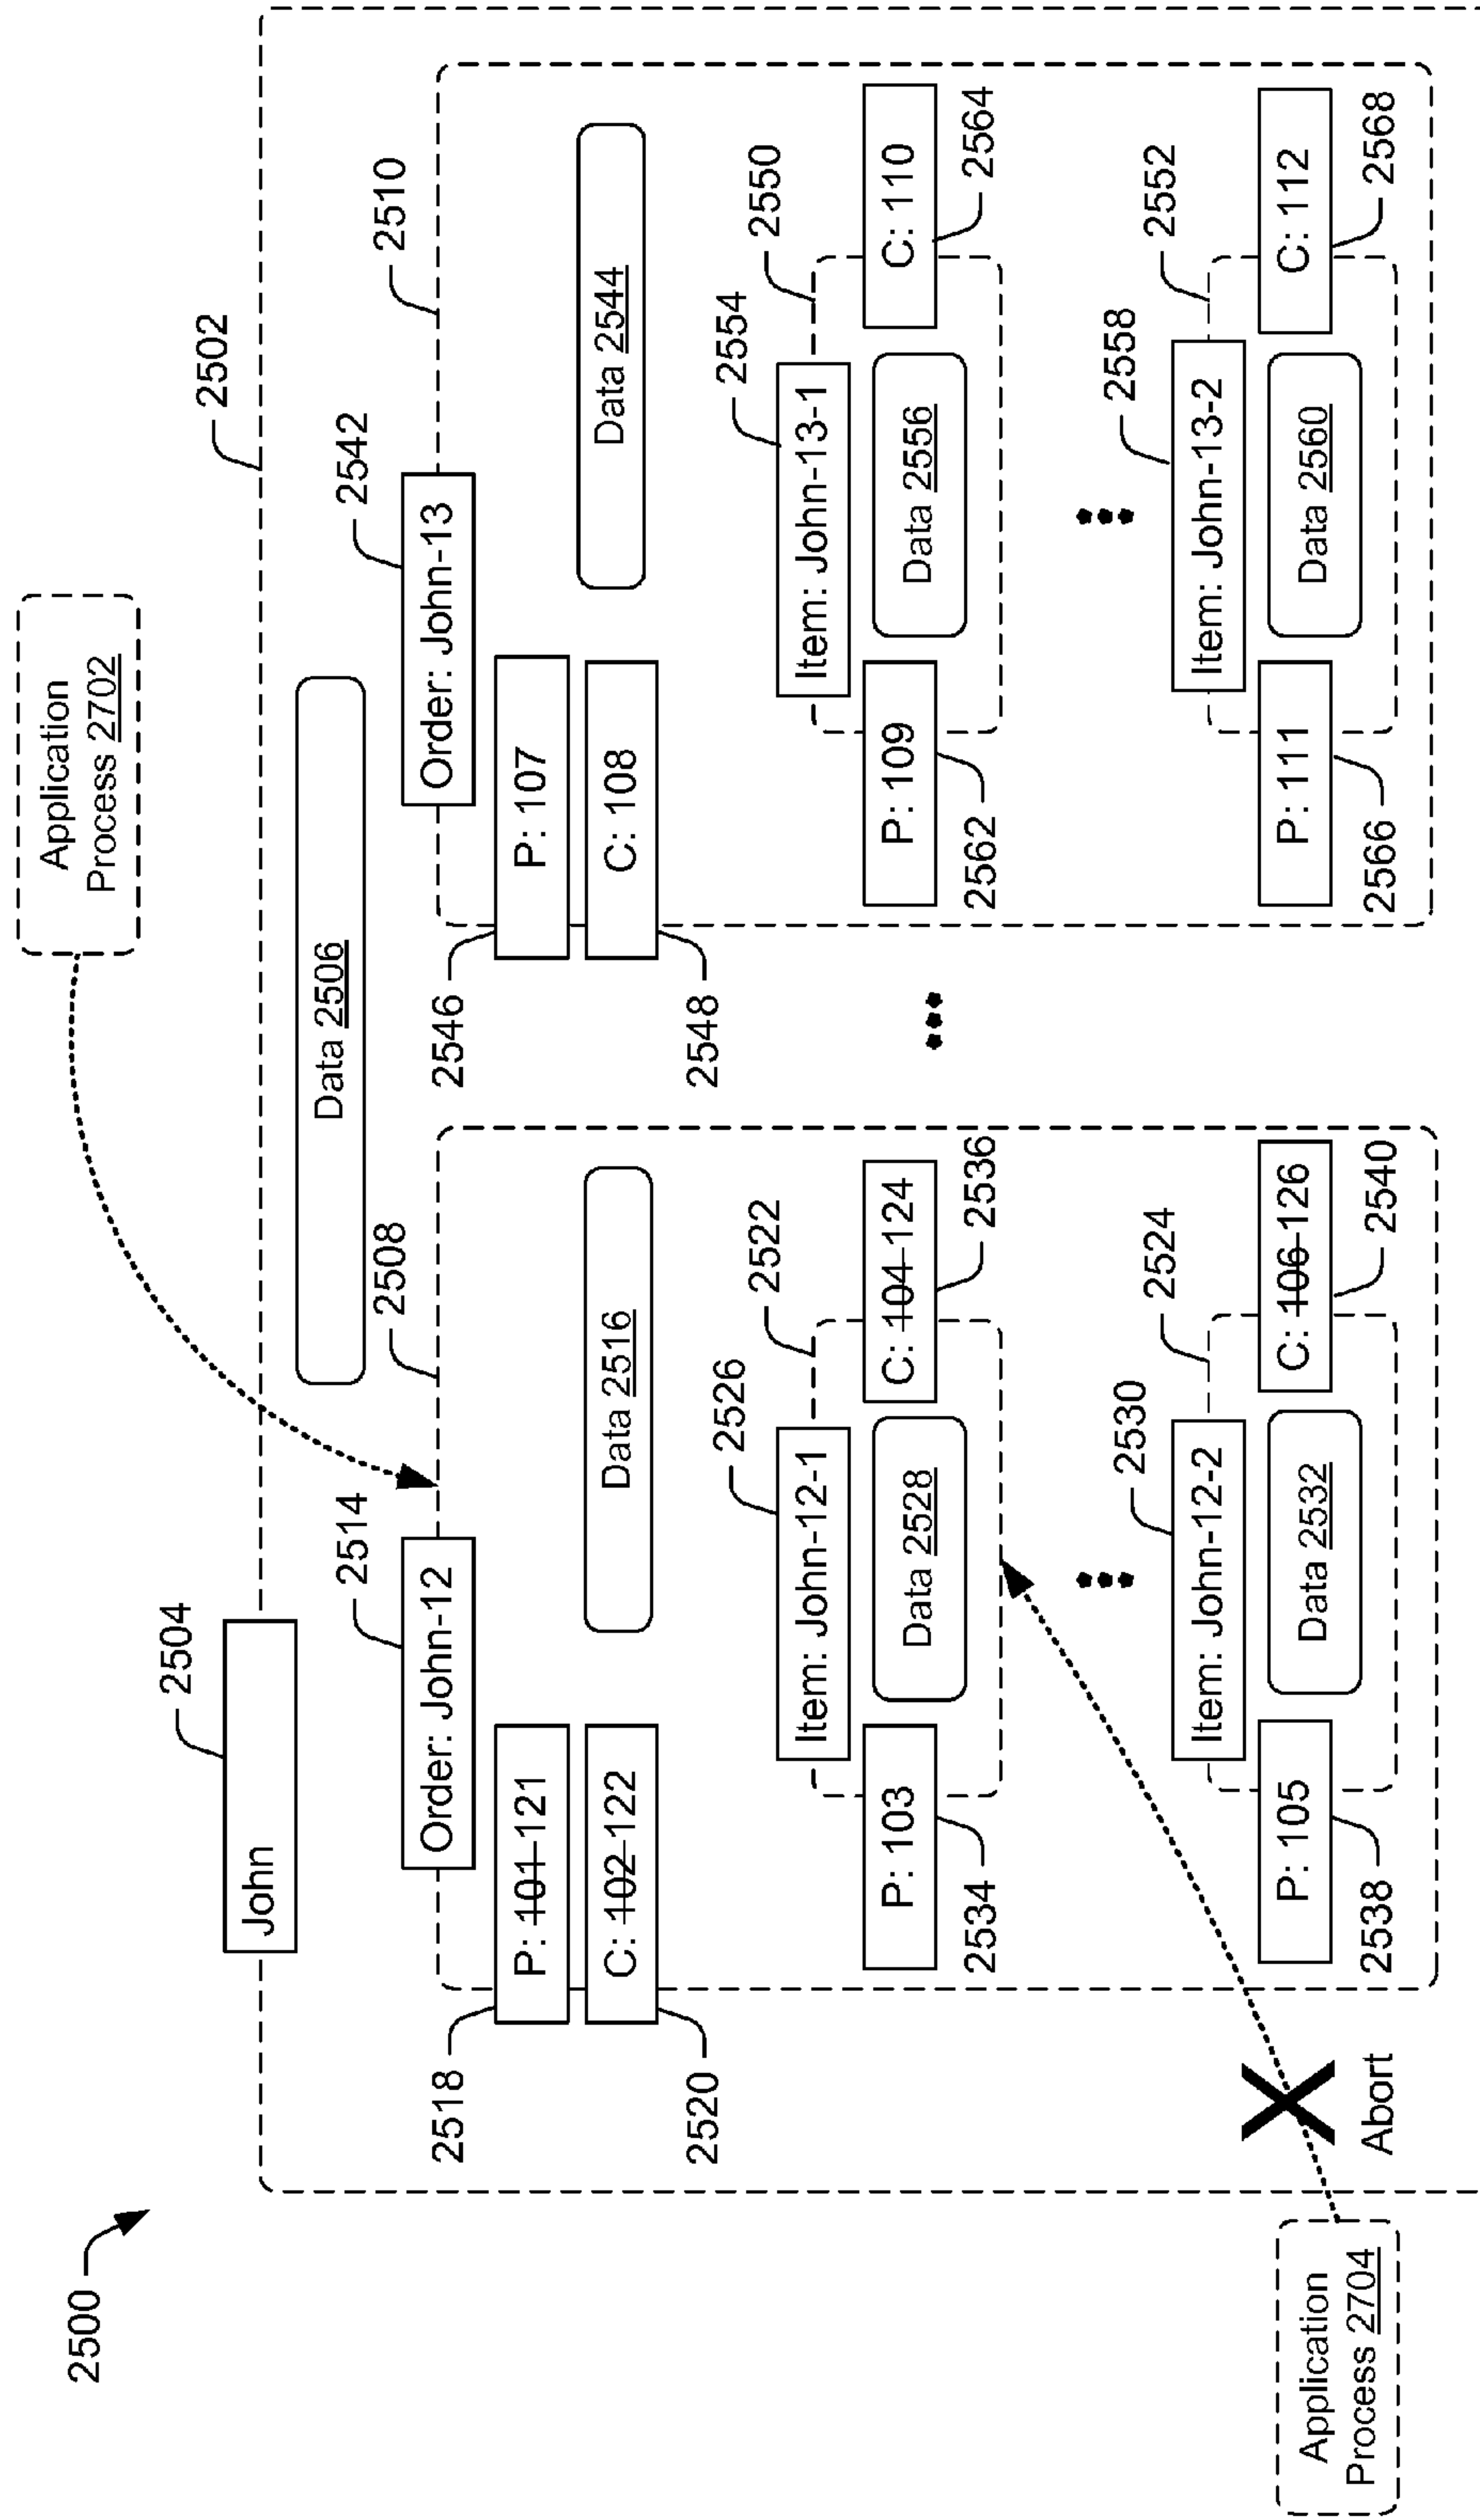 2500
Application
Process 2702
2502
2504
John
Data 2506
2508
2510
2514
Order: John-12
2542
Order: John-13
2518
P: 101 121
2520
C: 102 122
Data 2516
2546
P: 107
2548
C: 108
Data 2544
2526
2522
Item: John-12-1
P: 103
Data 2528
C: 104 124
2534
2536
2554
2550
Item: John-13-1
P: 109
Data 2556
C: 110
2562
2564
2530
2524
Item: John-12-2
P: 105
Data 2532
C: 106 126
2538
2540
2558
2552
Item: John-13-2
P: 111
Data 2560
C: 112
2566
2568
Abort
Application
Process 2704